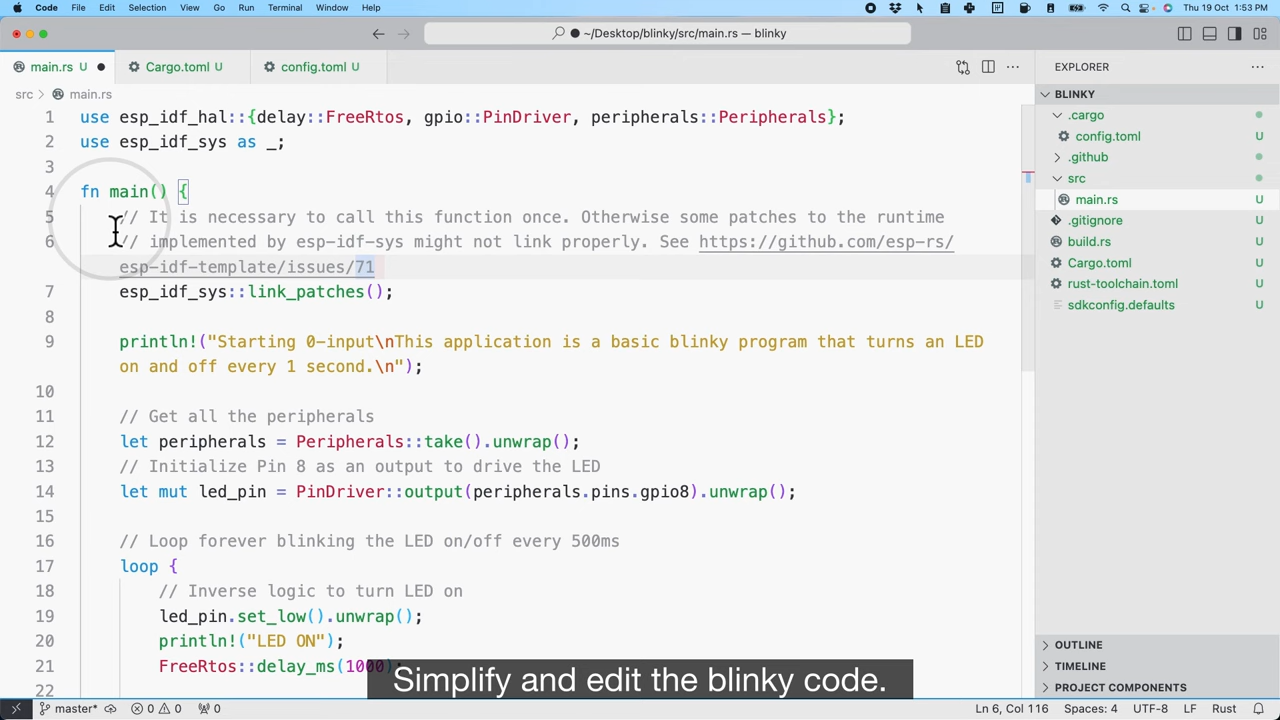 Code File Edit Selection View Go Run Terminal Window Help Thu 19 Oct 1:53 PM
~/Desktop/blinky/src/main.rs — blinky
main.rs U Cargo.toml U config.toml U
src > main.rs
1 use esp_idf_hal::{delay::FreeRtos, gpio::PinDriver, peripherals::Peripherals};
2 use esp_idf_sys as _;
3
4 fn main() {
5 // It is necessary to call this function once. Otherwise some patches to the runtime
6 // implemented by esp-idf-sys might not link properly. See https://github.com/esp-rs/
esp-idf-template/issues/71
7 esp_idf_sys::link_patches();
8
9 println!("Starting 0-input\nThis application is a basic blinky program that turns an LED
on and off every 1 second.\n");
10
11 // Get all the peripherals
12 let peripherals = Peripherals::take().unwrap();
13 // Initialize Pin 8 as an output to drive the LED
14 let mut led_pin = PinDriver::output(peripherals.pins.gpio8).unwrap();
15
16 // Loop forever blinking the LED on/off every 500ms
17 loop {
18 // Inverse logic to turn LED on
19 led_pin.set_low().unwrap();
20 println!("LED ON");
21 FreeRtos::delay_ms(1000);
22
EXPLORER
BLINKY
.cargo
config.toml U
.github
src
main.rs U
.gitignore U
build.rs U
Cargo.toml U
rust-toolchain.toml U
sdkconfig.defaults U
OUTLINE
TIMELINE
PROJECT COMPONENTS
Simplify and edit the blinky code.
master* 0 0 0 Ln 6, Col 116 Spaces: 4 UTF-8 LF Rust